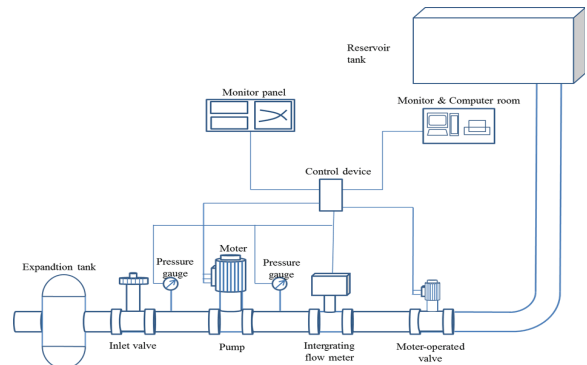 Reservoir
tank
Monitor panel
Monitor & Computer room
Control device
Moter
Pressure
gauge
Pressure
gauge
Expandtion tank
Inlet valve
Pump
Intergrating
flow meter
Moter-operated
valve